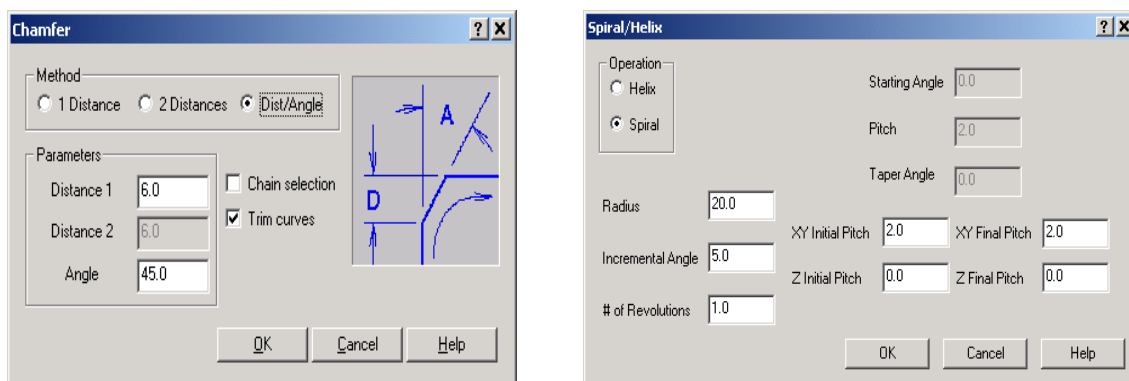 Chamfer
Method
1 Distance 2 Distances Dist/Angle
A
Parameters
Distance 1 6.0
Chain selection
D
Trim curves
Distance 2 6.0
Angle 45.0
OK Cancel Help
Spiral/Helix
Operation
Helix
Spiral
Starting Angle 0.0
Pitch 2.0
Taper Angle 0.0
Radius 20.0
XY Initial Pitch 2.0 XY Final Pitch 2.0
Incremental Angle 5.0
Z Initial Pitch 0.0 Z Final Pitch 0.0
# of Revolutions 1.0
OK Cancel Help